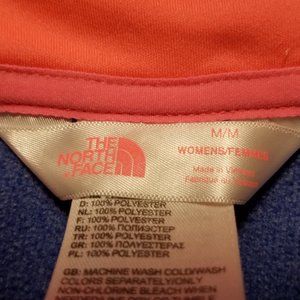 THE
NORTH
FACE
M/M
WOMENS/FEMMES
Made in Vietnam
Fabriqué au Vietnam
D: 100% POLYESTER
NL: 100% POLYESTER
F: 100% POLYESTER
RU: 100% ПОЛИЭСТЕР
TR: 100% POLYESTER
GR: 100% ΠΟΛΥΕΣΤΕΡΑΣ
PL: 100% POLYESTER
GB: MACHINE WASH COLD/WASH
COLORS SEPARATELY/ONLY
NON-CHLORINE BLEACH WHEN